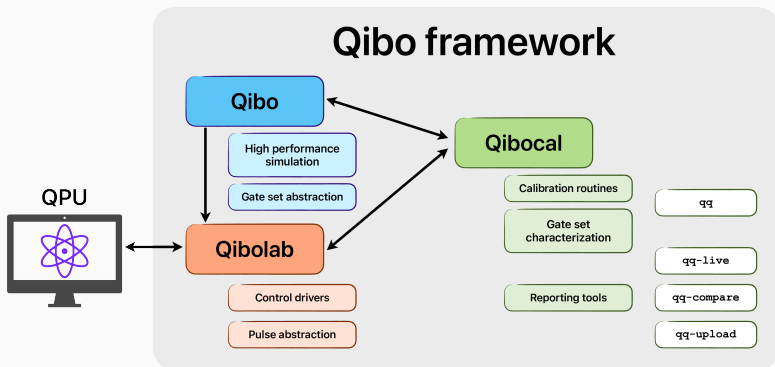 Qibo framework
Qibo
High performance
simulation
Gate set abstraction
Qibocal
Calibration routines
Gate set
characterization
Reporting tools
qq
qq-live
qq-compare
qq-upload
QPU
Qibolab
Control drivers
Pulse abstraction